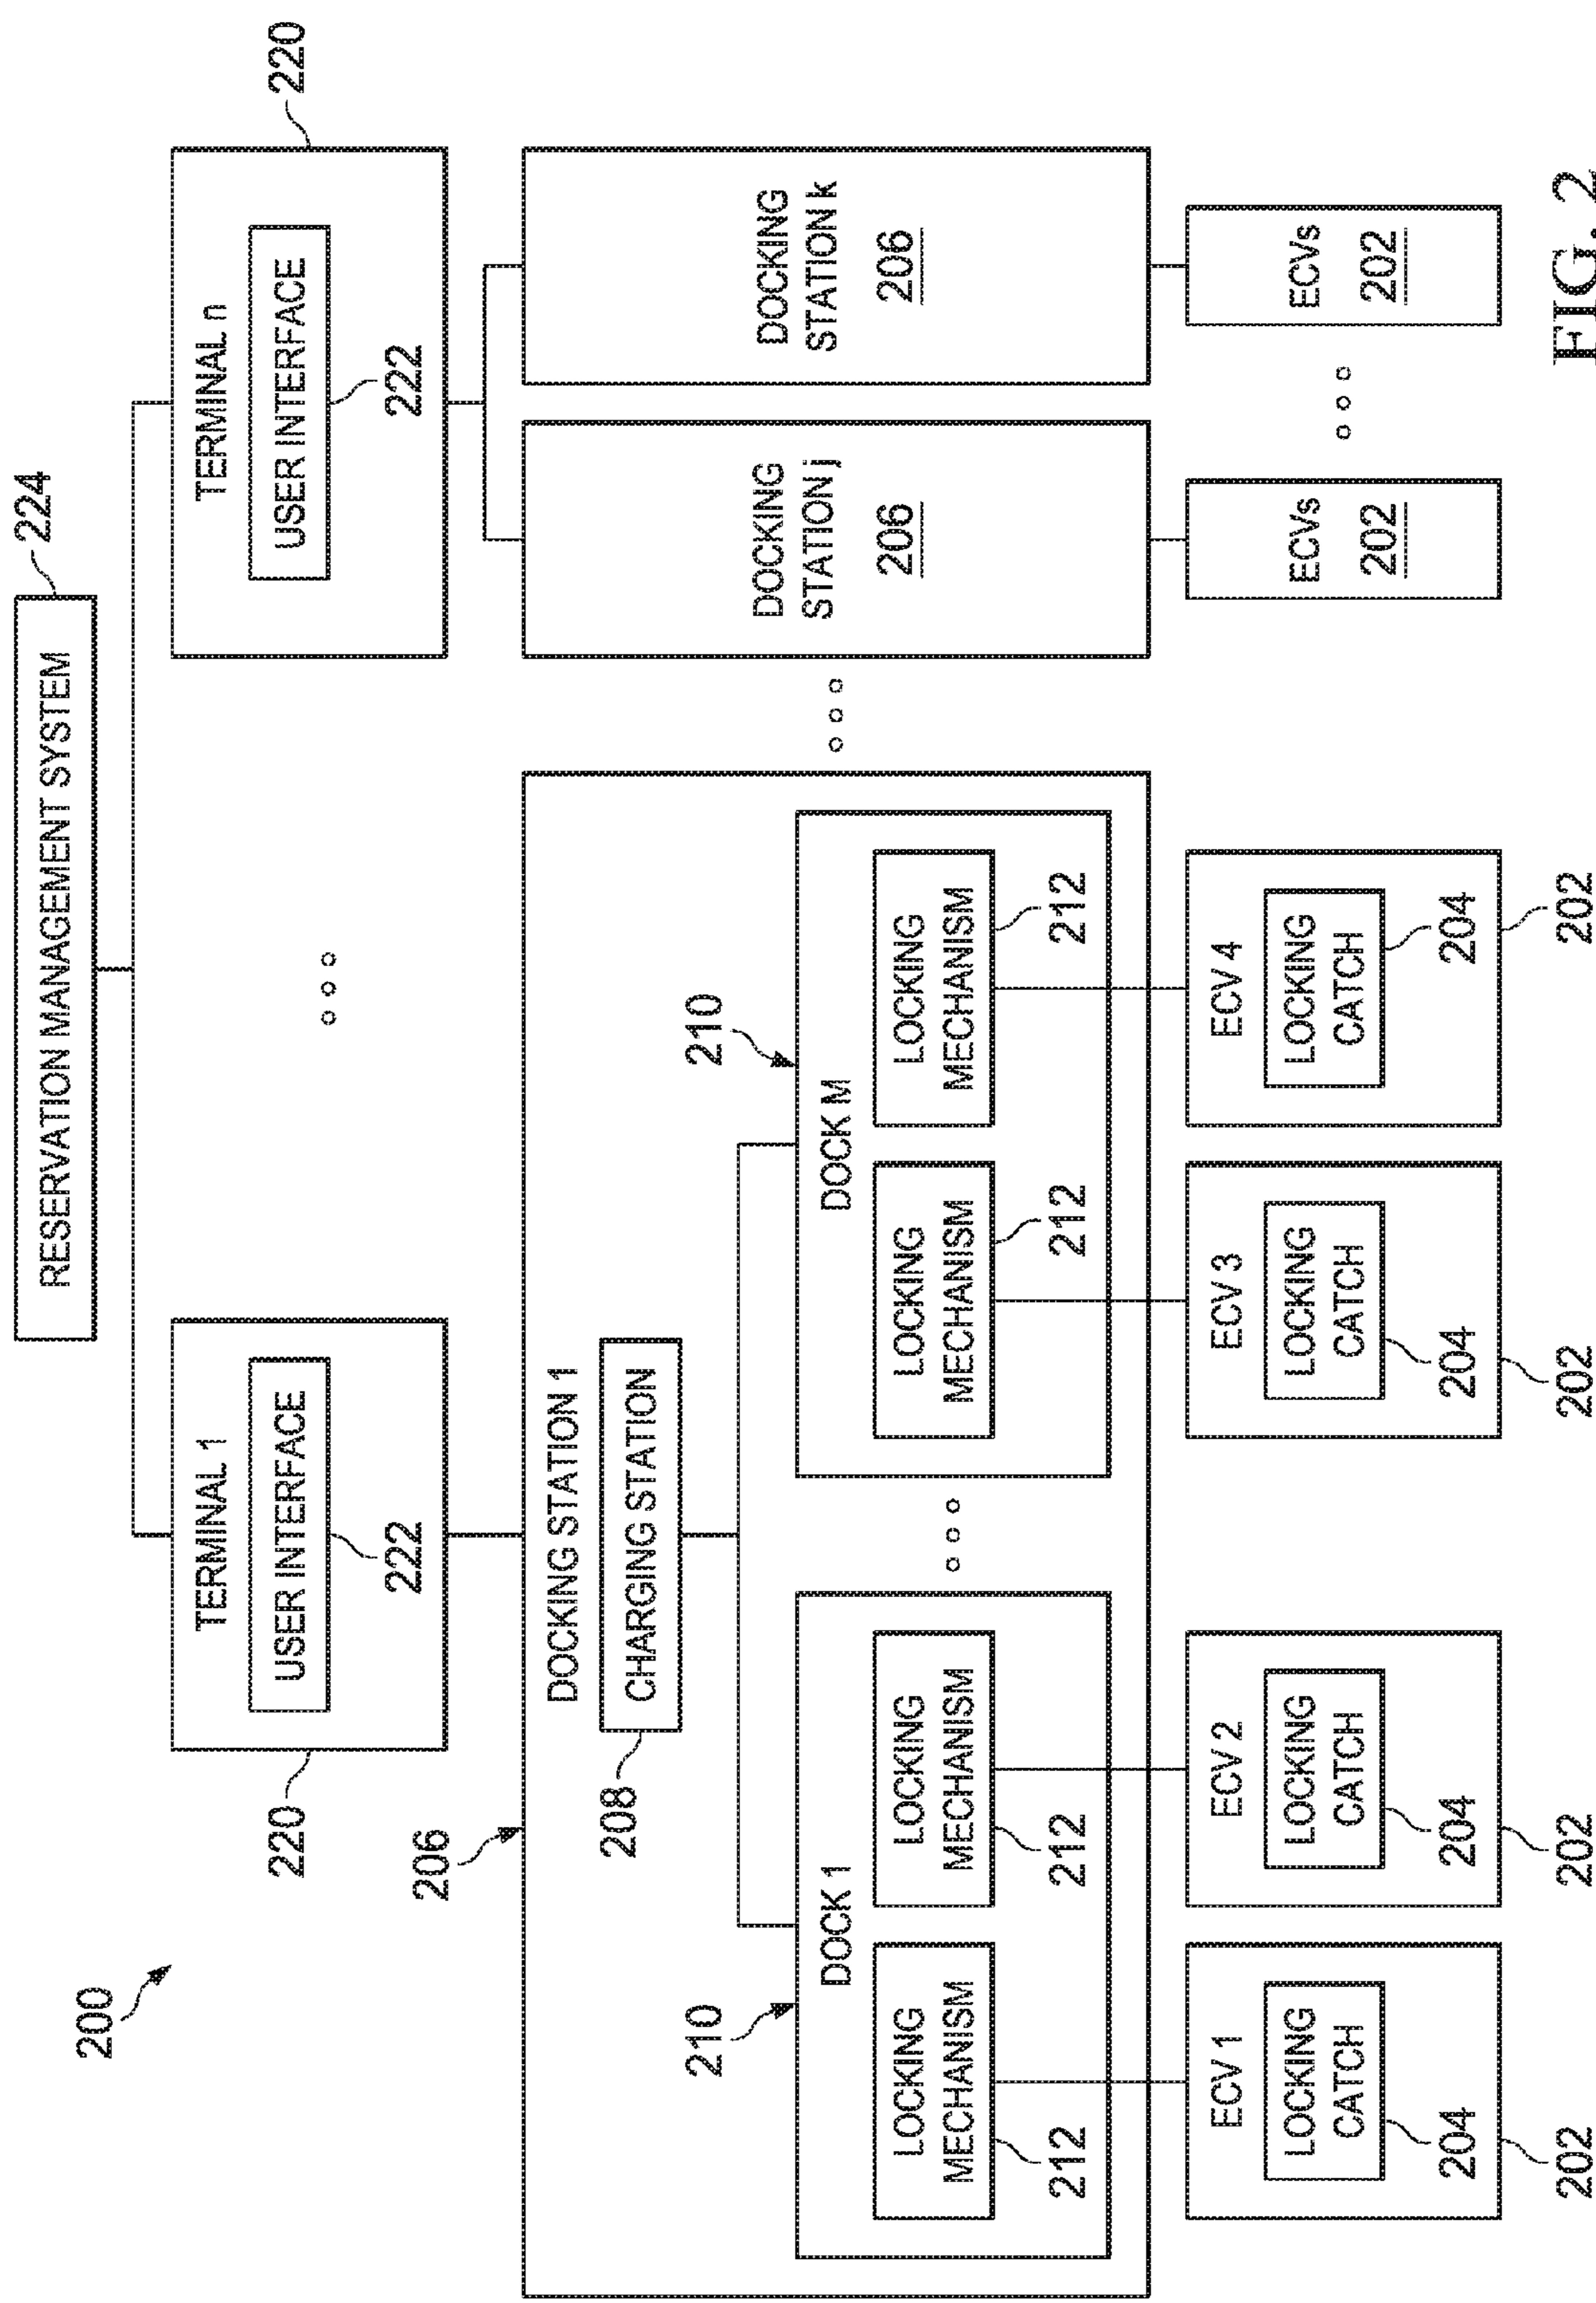 200
RESERVATION MANAGEMENT SYSTEM
224
TERMINAL 1
USER INTERFACE
222
220
TERMINAL n
USER INTERFACE
222
220
206
DOCKING STATION 1
CHARGING STATION
208
210
DOCK 1
LOCKING
MECHANISM
212
LOCKING
MECHANISM
212
210
DOCK M
LOCKING
MECHANISM
212
LOCKING
MECHANISM
212
DOCKING
STATION j
206
DOCKING
STATION k
206
ECV 1
LOCKING
CATCH
204
202
ECV 2
LOCKING
CATCH
204
202
ECV 3
LOCKING
CATCH
204
202
ECV 4
LOCKING
CATCH
204
202
ECVs
202
ECVs
202
FIG. 2